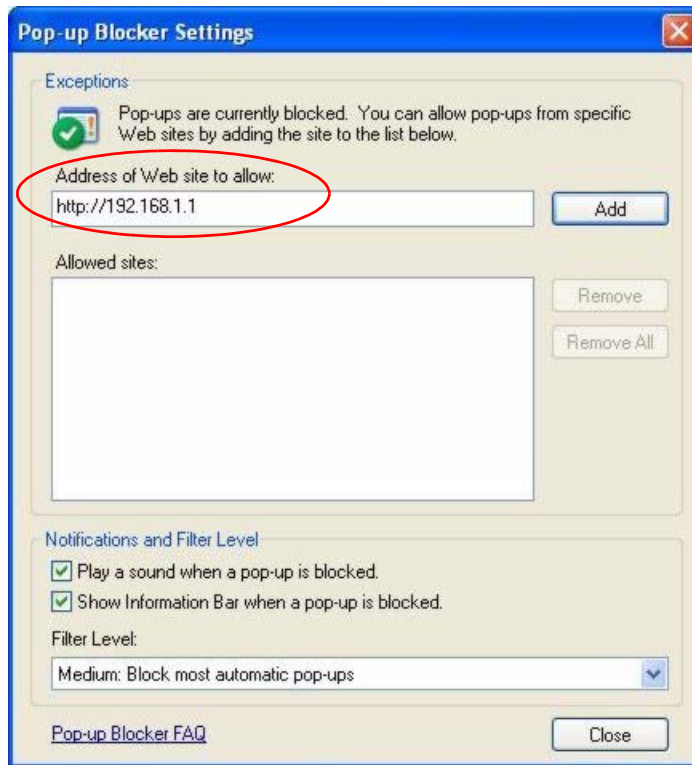 Pop-up Blocker Settings
Exceptions
Pop-ups are currently blocked. You can allow pop-ups from specific
Web sites by adding the site to the list below.
Address of Web site to allow:
http://192.168.1.1
Add
Allowed sites:
Remove
Remove All
Notifications and Filter Level
Play a sound when a pop-up is blocked.
Show Information Bar when a pop-up is blocked.
Filter Level:
Medium: Block most automatic pop-ups
Pop-up Blocker FAQ
Close